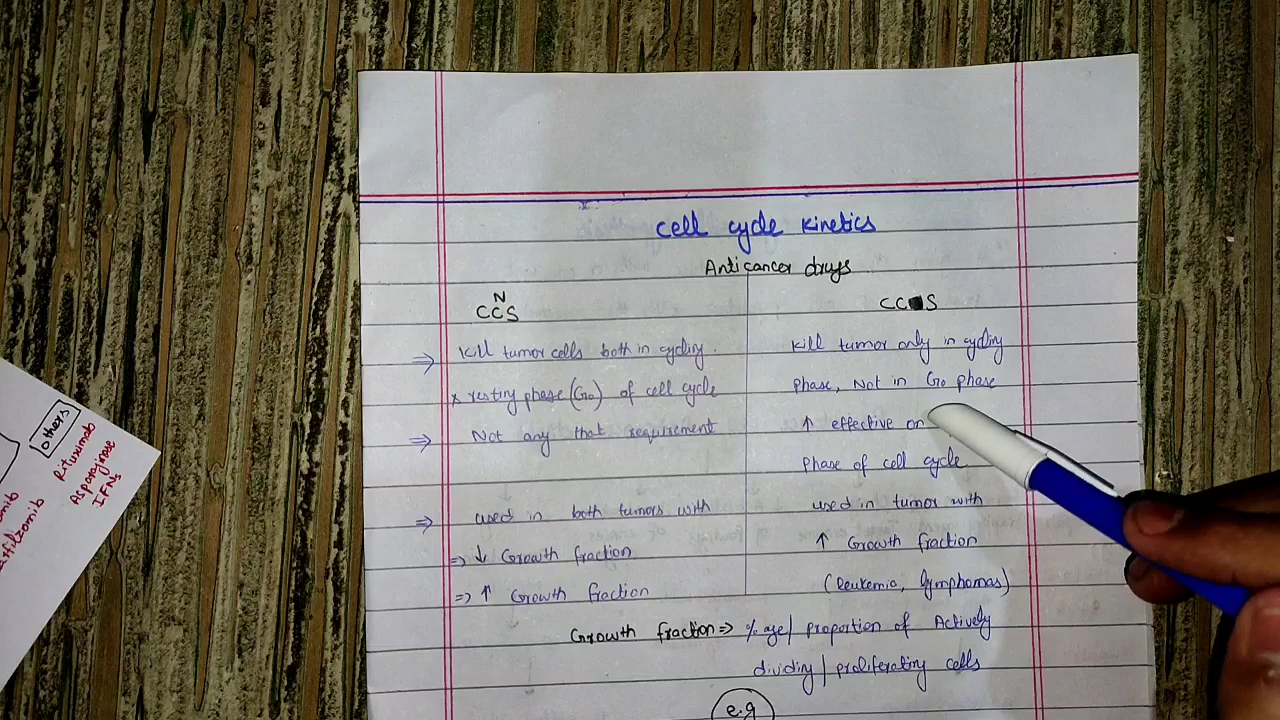 Cell cycle kinetics
Anticancer drugs
N
CCS
CC S
⇒ Kill tumor cells both in cycling
x resting phase (G0) of cell cycle
⇒ Not any that requirement
⇒ used in both tumors with
⇒ ↓ Growth fraction
⇒ ↑ Growth fraction
Kill tumor only in cycling
phase, Not in G0 phase
↑ effective on
Phase of cell cycle
used in tumor with
↑ Growth fraction
(leukemia, lymphomas)
Growth fraction ⇒ % age / proportion of Actively
dividing / proliferating cells
e.g
others
Rituximab
Asparaginase
IFNs